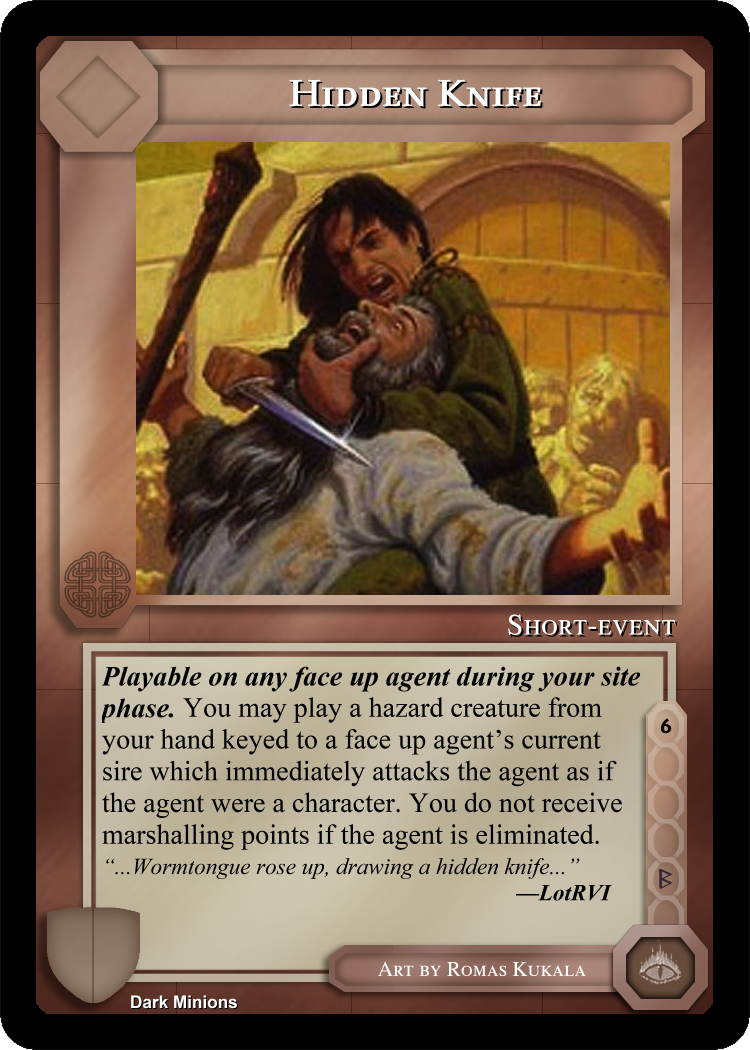 Hidden Knife
Short-event
Playable on any face up agent during your site
phase. You may play a hazard creature from
your hand keyed to a face up agent's current
sire which immediately attacks the agent as if
the agent were a character. You do not receive
marshalling points if the agent is eliminated.
"...Wormtongue rose up, drawing a hidden knife..."
—LotRVI
6
ᛒ
Art by Romas Kukala
Dark Minions